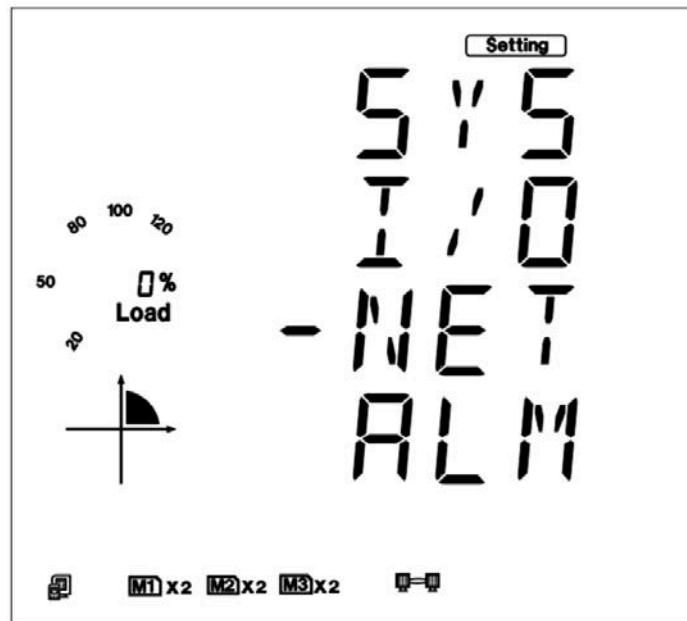 Setting
SYS
I/O
80 100 120
50 0% 
Load
20
-NET
ALM
M1 X2 M2 X2 M3 X2